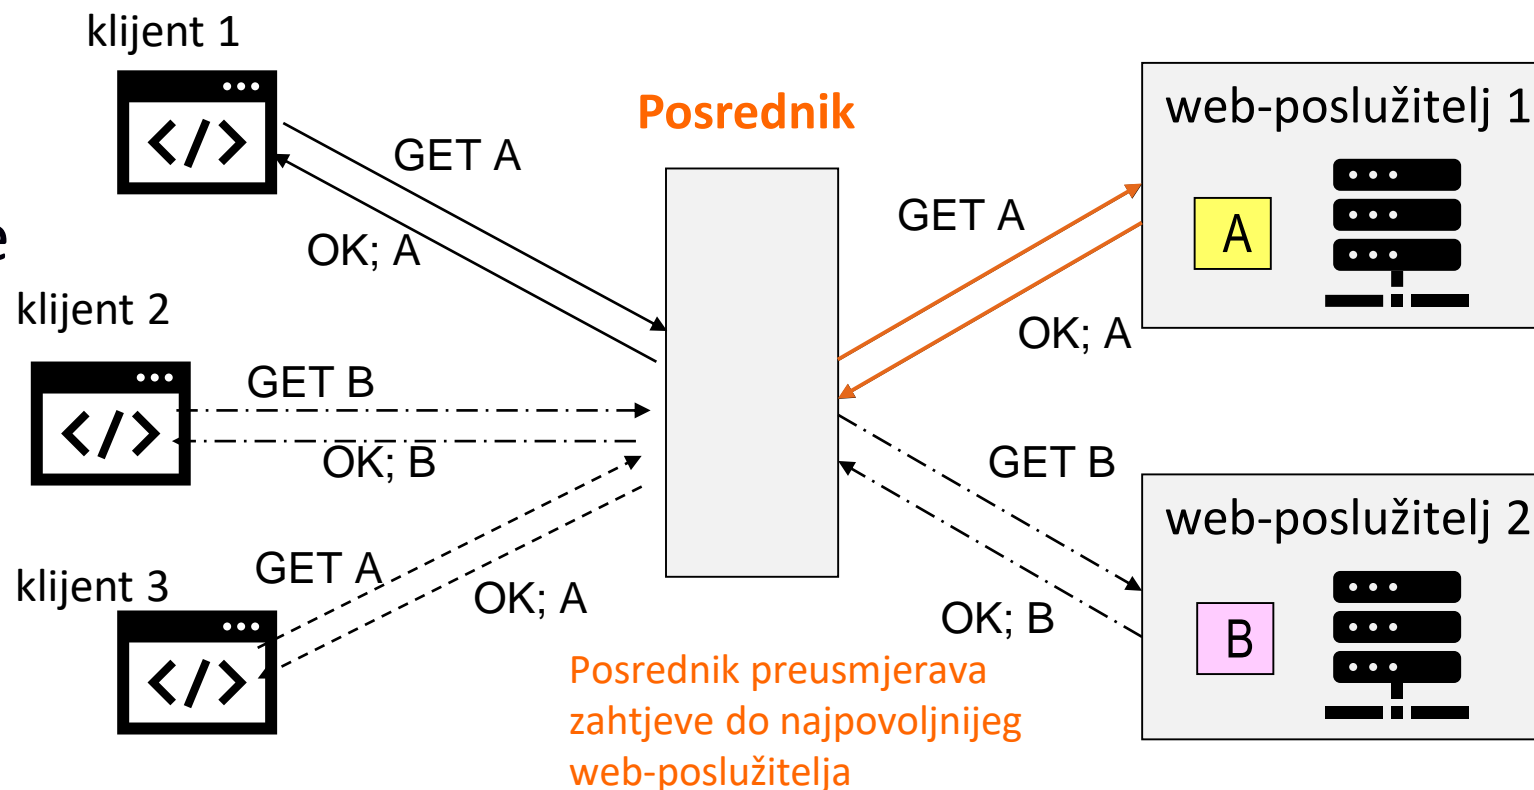 klijent 1
</>
GET A
OK; A
e
klijent 2
</>
GET B
OK; B
klijent 3
</>
GET A
OK; A
Posrednik
GET A
OK; A
GET B
OK; B
Posrednik preusmjerava
zahtjeve do najpovoljnijeg
web-poslužitelja
web-poslužitelj 1
A
web-poslužitelj 2
B